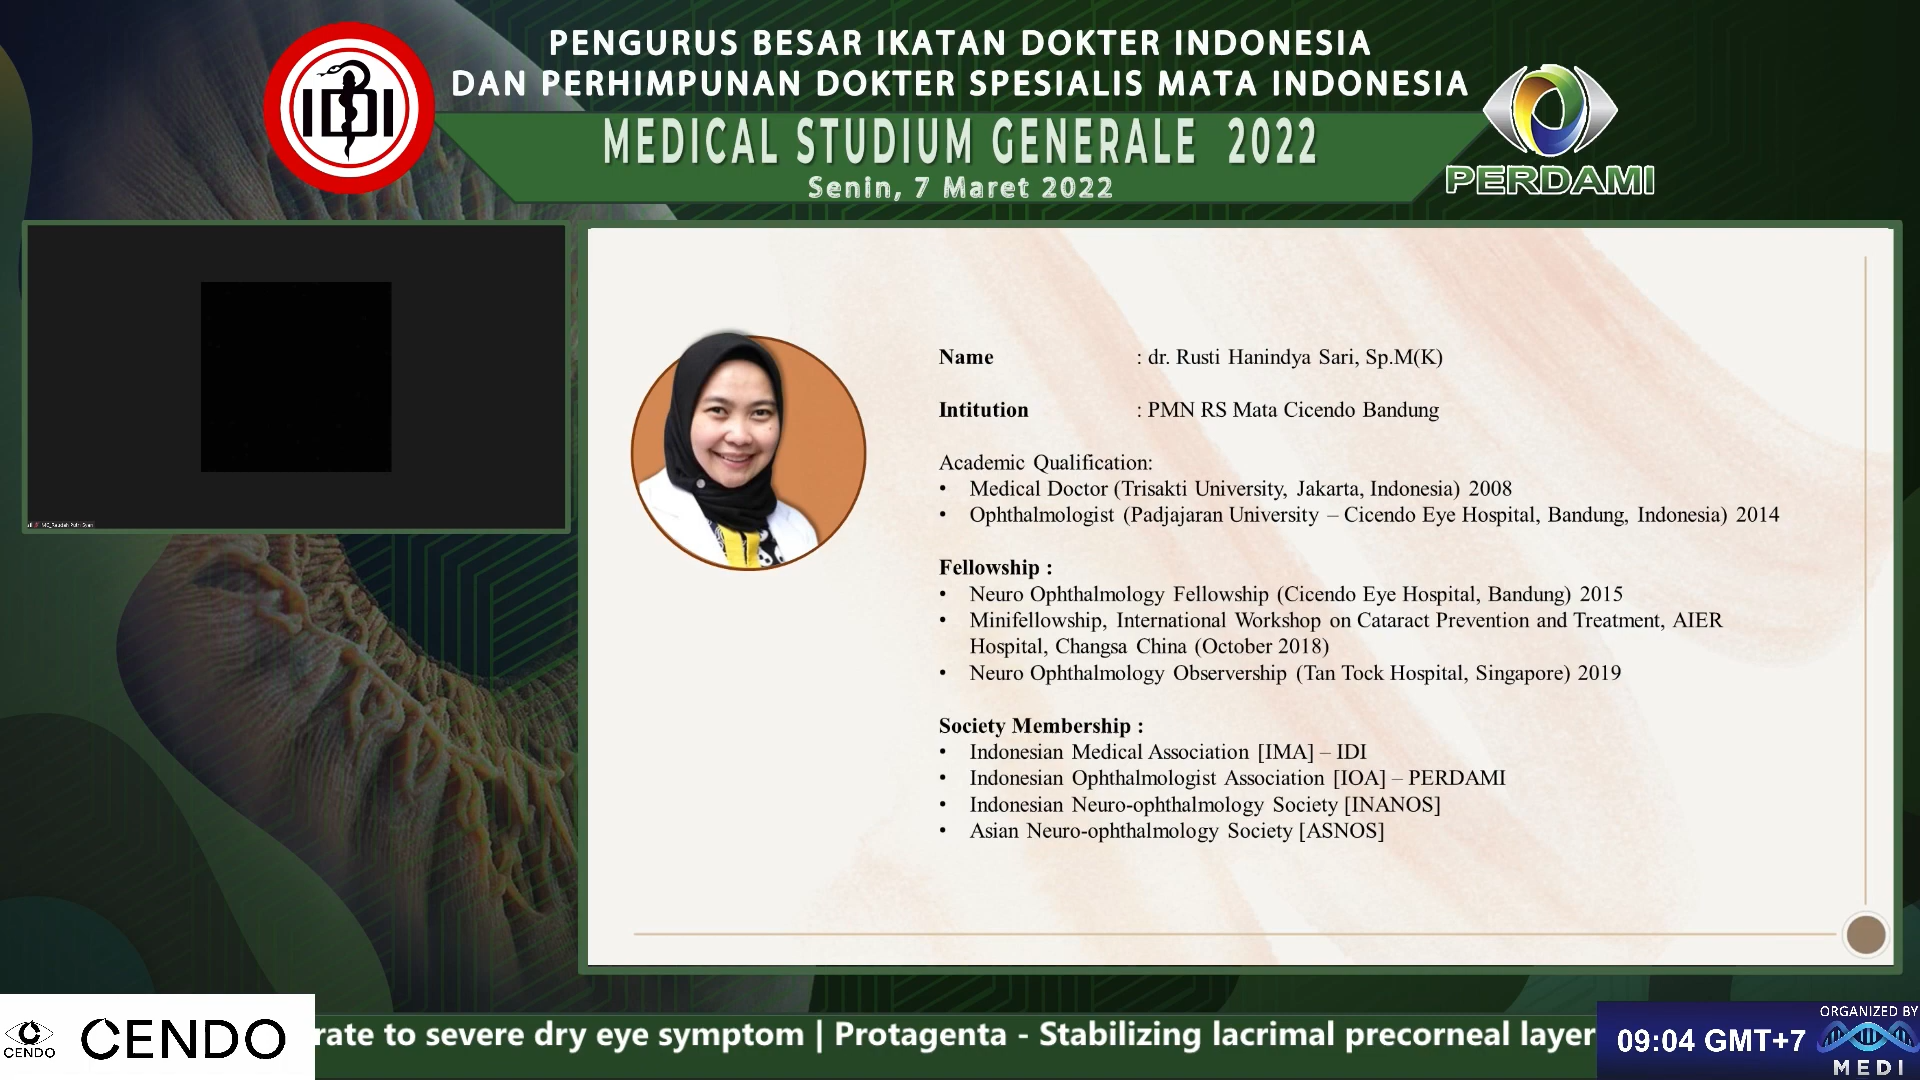 PENGURUS BESAR IKATAN DOKTER INDONESIA
DAN PERHIMPUNAN DOKTER SPESIALIS MATA INDONESIA
IDI
MEDICAL STUDIUM GENERALE 2022
Senin, 7 Maret 2022
PERDAMI
Name : dr. Rusti Hanindya Sari, Sp.M(K)
Intitution : PMN RS Mata Cicendo Bandung
Academic Qualification:
• Medical Doctor (Trisakti University, Jakarta, Indonesia) 2008
• Ophthalmologist (Padjajaran University – Cicendo Eye Hospital, Bandung, Indonesia) 2014
Fellowship :
• Neuro Ophthalmology Fellowship (Cicendo Eye Hospital, Bandung) 2015
• Minifellowship, International Workshop on Cataract Prevention and Treatment, AIER
Hospital, Changsa China (October 2018)
• Neuro Ophthalmology Observership (Tan Tock Hospital, Singapore) 2019
Society Membership :
• Indonesian Medical Association [IMA] – IDI
• Indonesian Ophthalmologist Association [IOA] – PERDAMI
• Indonesian Neuro-ophthalmology Society [INANOS]
• Asian Neuro-ophthalmology Society [ASNOS]
CENDO
CENDO
rate to severe dry eye symptom | Protagenta - Stabilizing lacrimal precorneal layer
09:04 GMT+7
ORGANIZED BY
MEDI